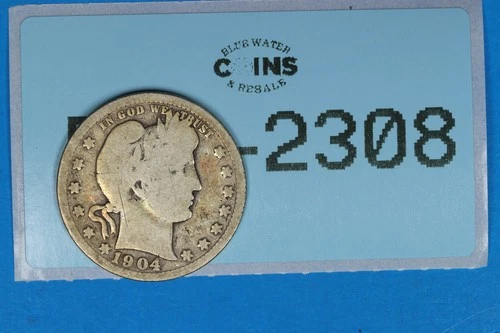 BLUE WATER
COINS
& RESALE
-2308
IN GOD WE TRUST
1904